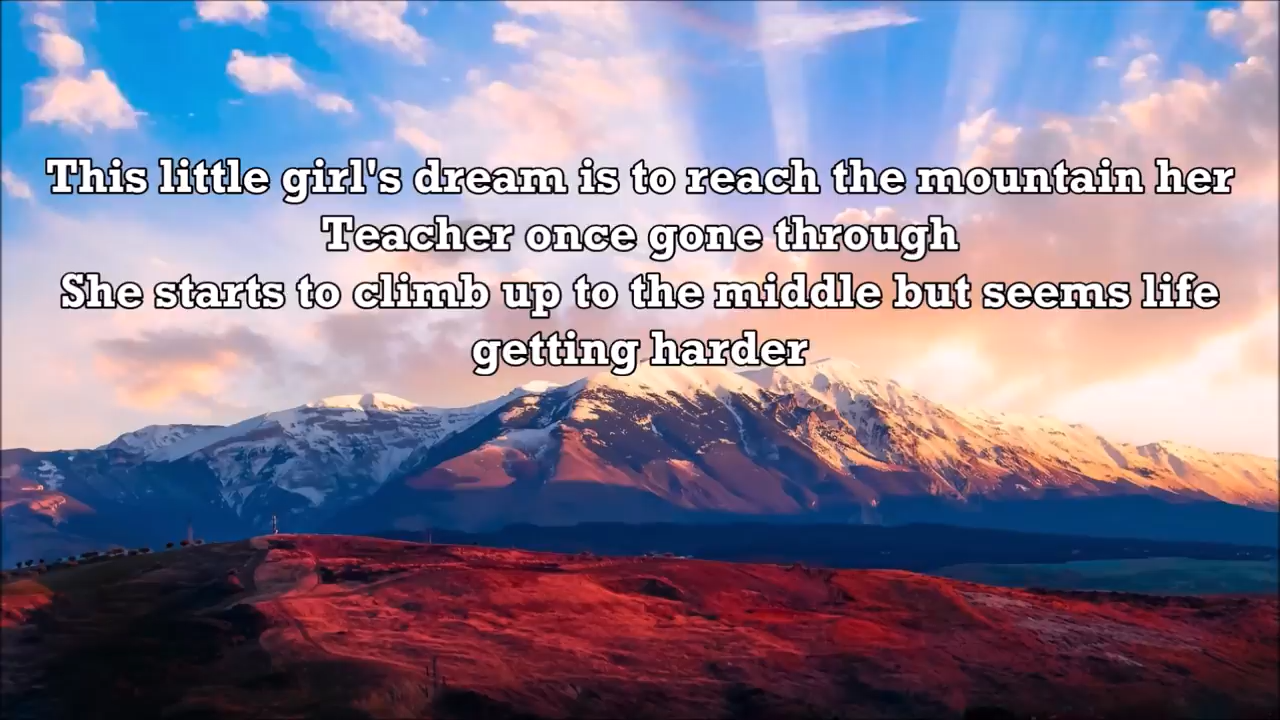 This little girl's dream is to reach the mountain her
Teacher once gone through
She starts to climb up to the middle but seems life
getting harder